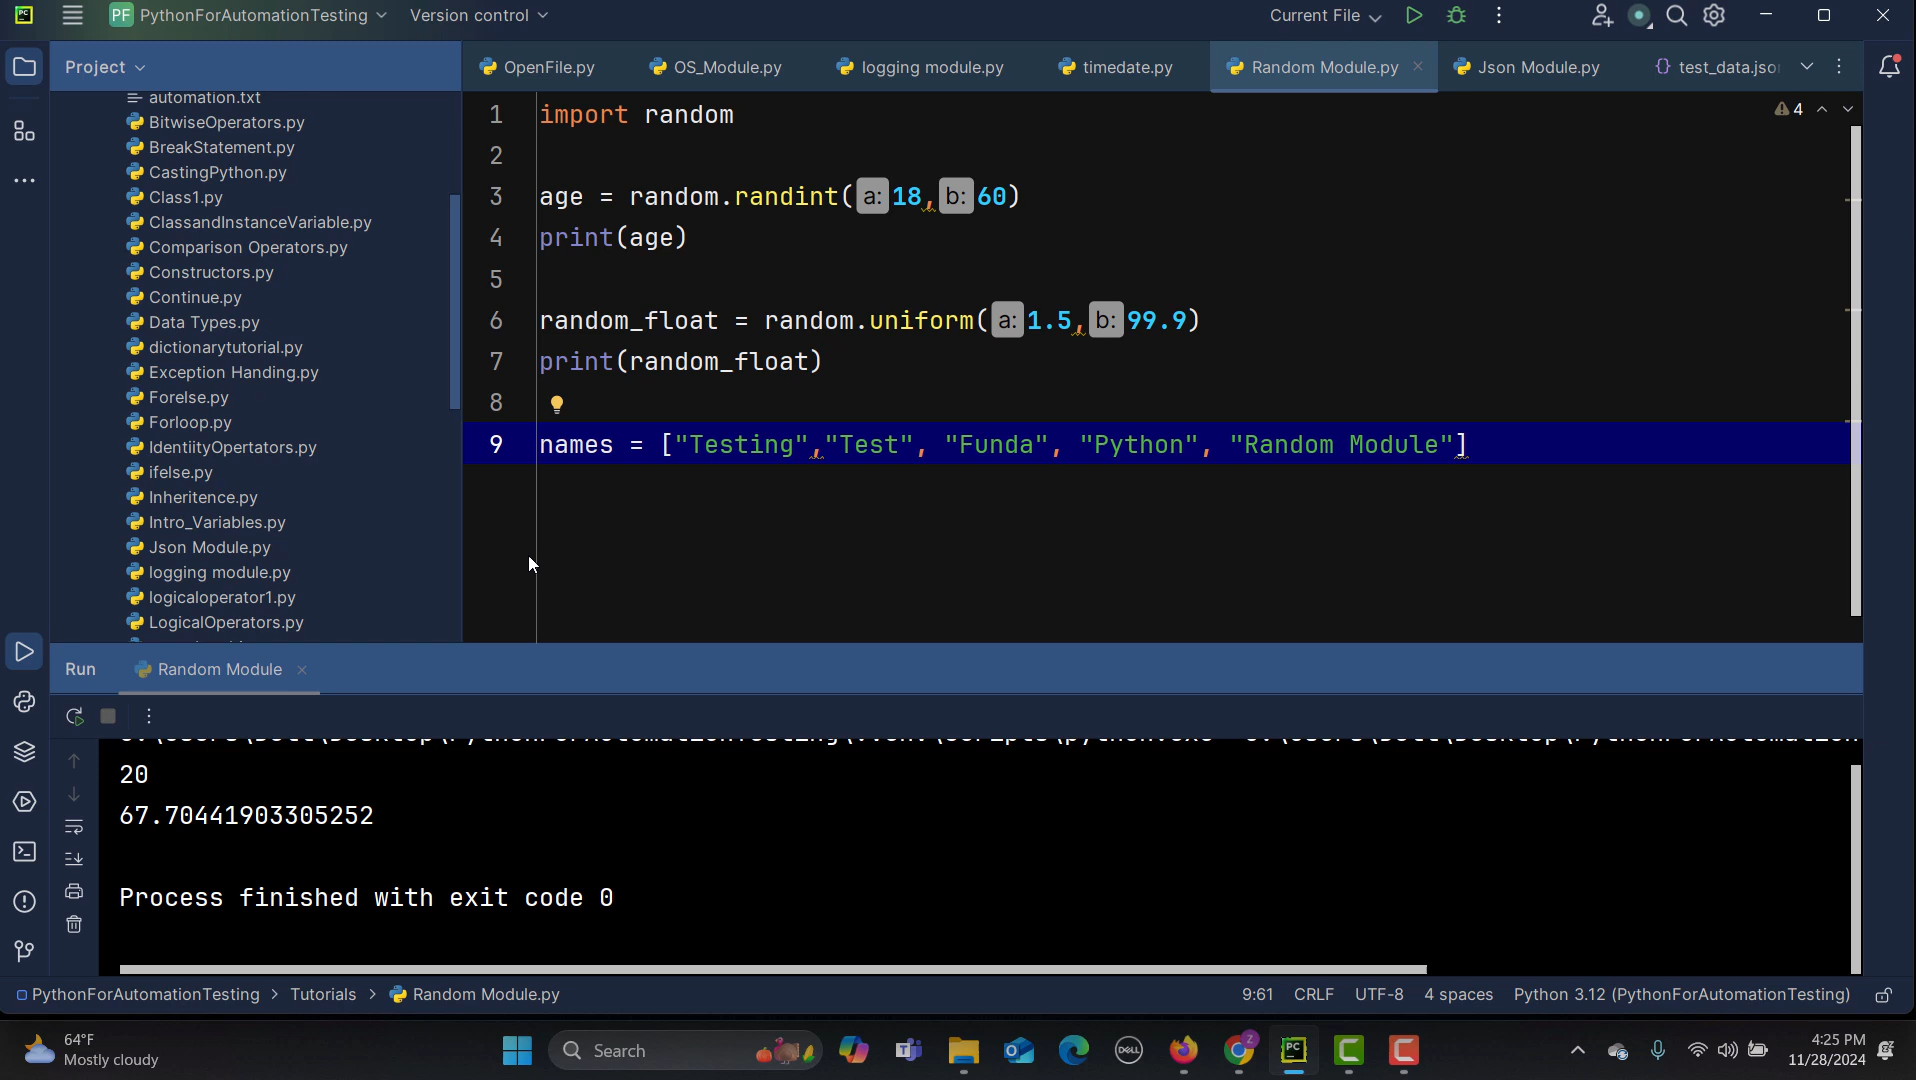 PC PF PythonForAutomationTesting Version control Current File
Project
OpenFile.py OS_Module.py logging module.py timedate.py Random Module.py Json Module.py test_data.jso
automation.txt
BitwiseOperators.py
BreakStatement.py
CastingPython.py
Class1.py
ClassandInstanceVariable.py
Comparison Operators.py
Constructors.py
Continue.py
Data Types.py
dictionarytutorial.py
Exception Handing.py
Forelse.py
Forloop.py
IdentiityOpertators.py
ifelse.py
Inheritence.py
Intro_Variables.py
Json Module.py
logging module.py
logicaloperator1.py
LogicalOperators.py
4
1 import random
2
3 age = random.randint(a: 18, b: 60)
4 print(age)
5
6 random_float = random.uniform(a: 1.5, b: 99.9)
7 print(random_float)
8
9 names = ["Testing","Test", "Funda", "Python", "Random Module"]
Run Random Module
20
67.70441903305252
Process finished with exit code 0
PythonForAutomationTesting > Tutorials > Random Module.py 9:61 CRLF UTF-8 4 spaces Python 3.12 (PythonForAutomationTesting)
64°F
Mostly cloudy
Search
DELL
Z
PC
4:25 PM
11/28/2024